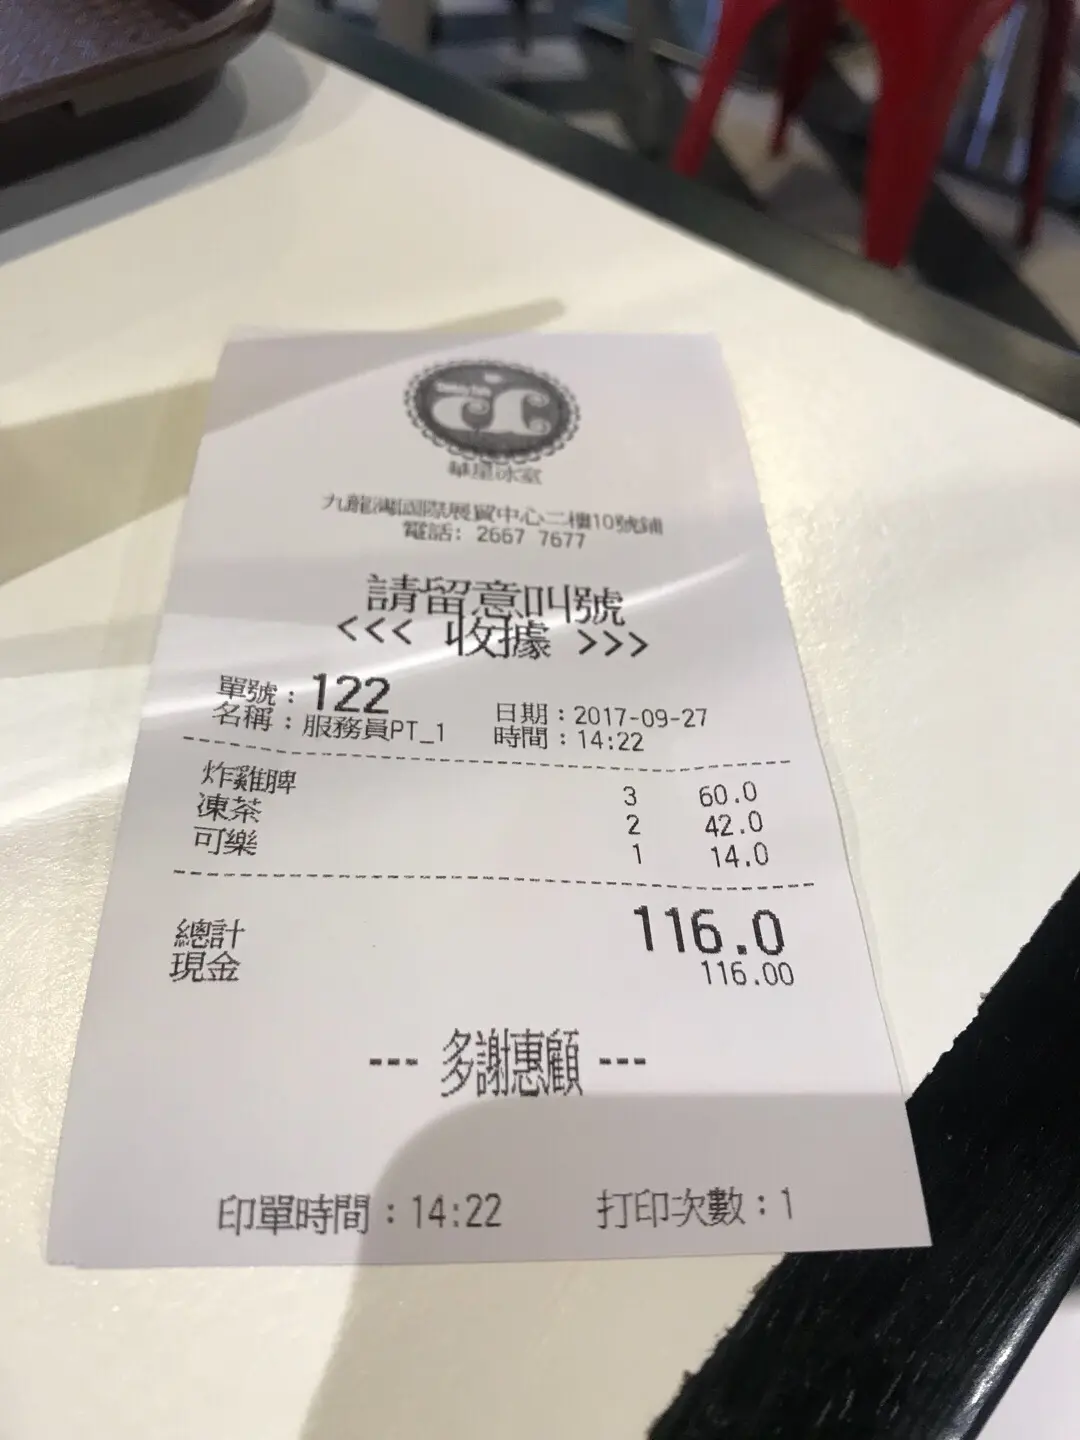 華星冰室
九龍灣國際展貿中心二樓10號鋪
電話: 2667 7677
請留意叫號
<<< 收據 >>>
單號：122
名稱：服務員PT_1
日期：2017-09-27
時間：14:22
炸雞脾 3 60.0
凍茶 2 42.0
可樂 1 14.0
總計 116.0
現金 116.00
--- 多謝惠顧 ---
印單時間：14:22 打印次數：1